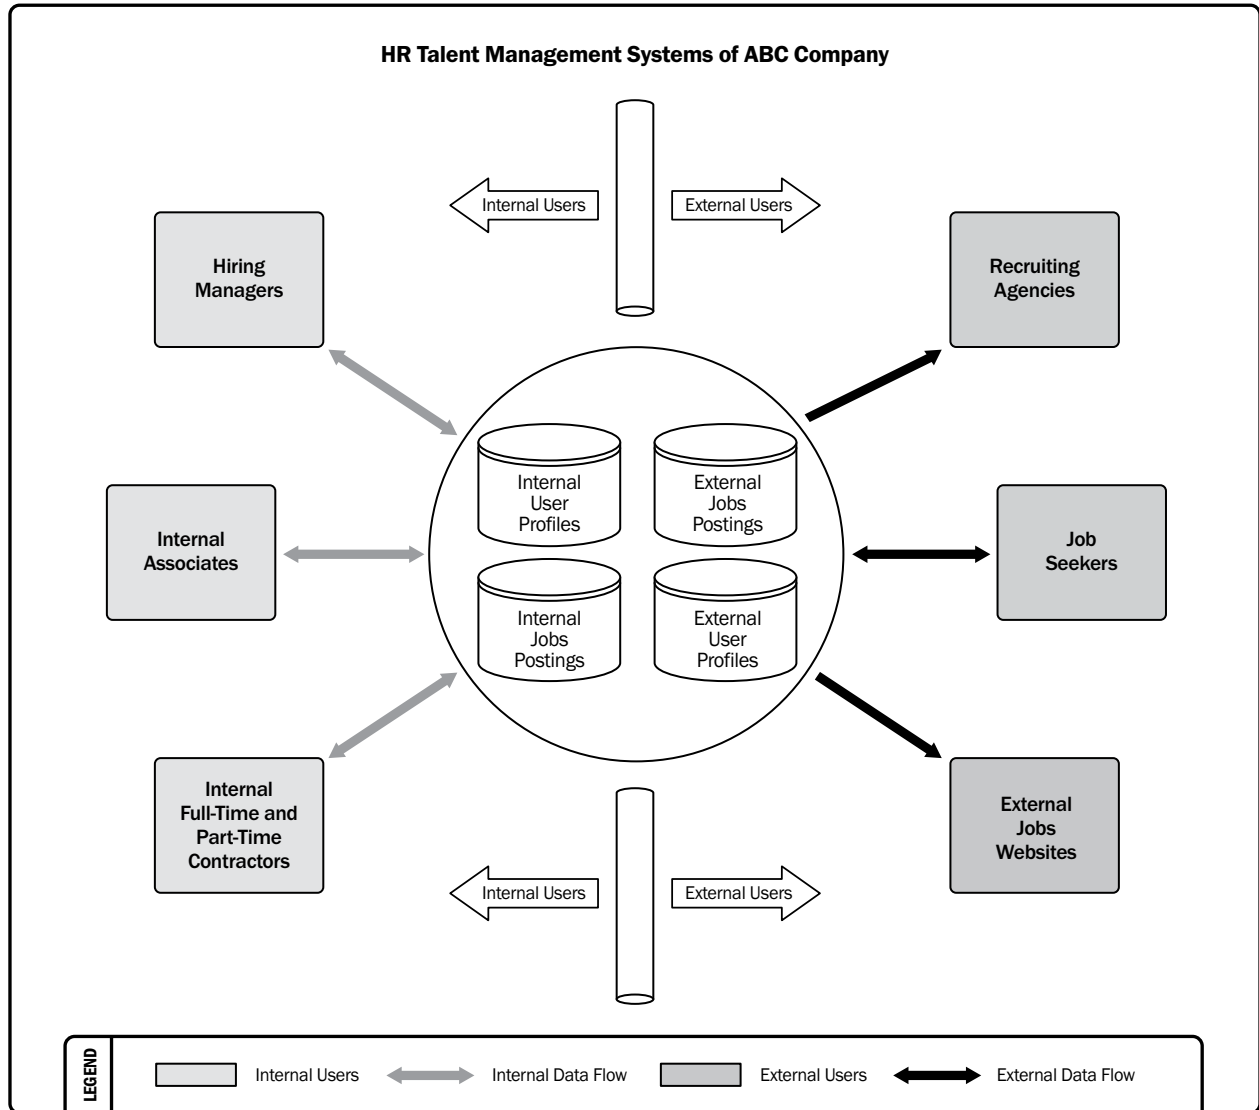 HR Talent Management Systems of ABC Company
Internal Users
External Users
Hiring
Managers
Recruiting
Agencies
Internal
User
Profiles
External
Jobs
Postings
Internal
Associates
Job
Seekers
Internal
Jobs
Postings
External
User
Profiles
Internal
Full-Time and
Part-Time
Contractors
External
Jobs
Websites
Internal Users
External Users
LEGEND
Internal Users
Internal Data Flow
External Users
External Data Flow